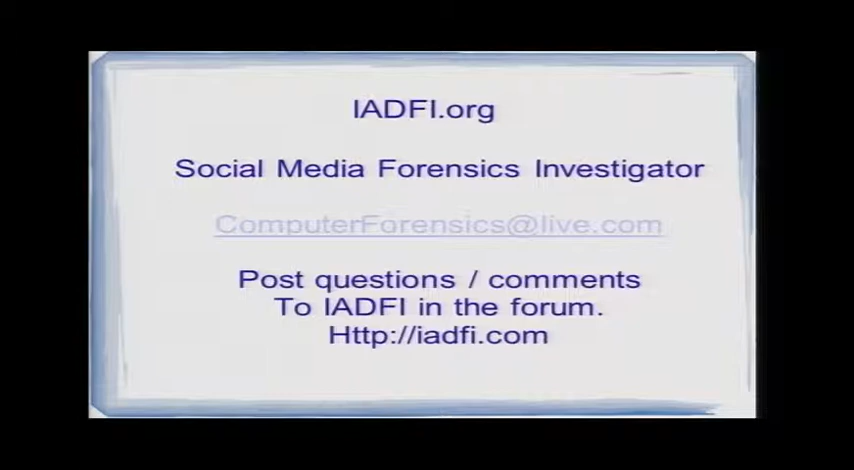 IADFI.org
Social Media Forensics Investigator
ComputerForensics@live.com
Post questions / comments
To IADFI in the forum.
Http://iadfi.com